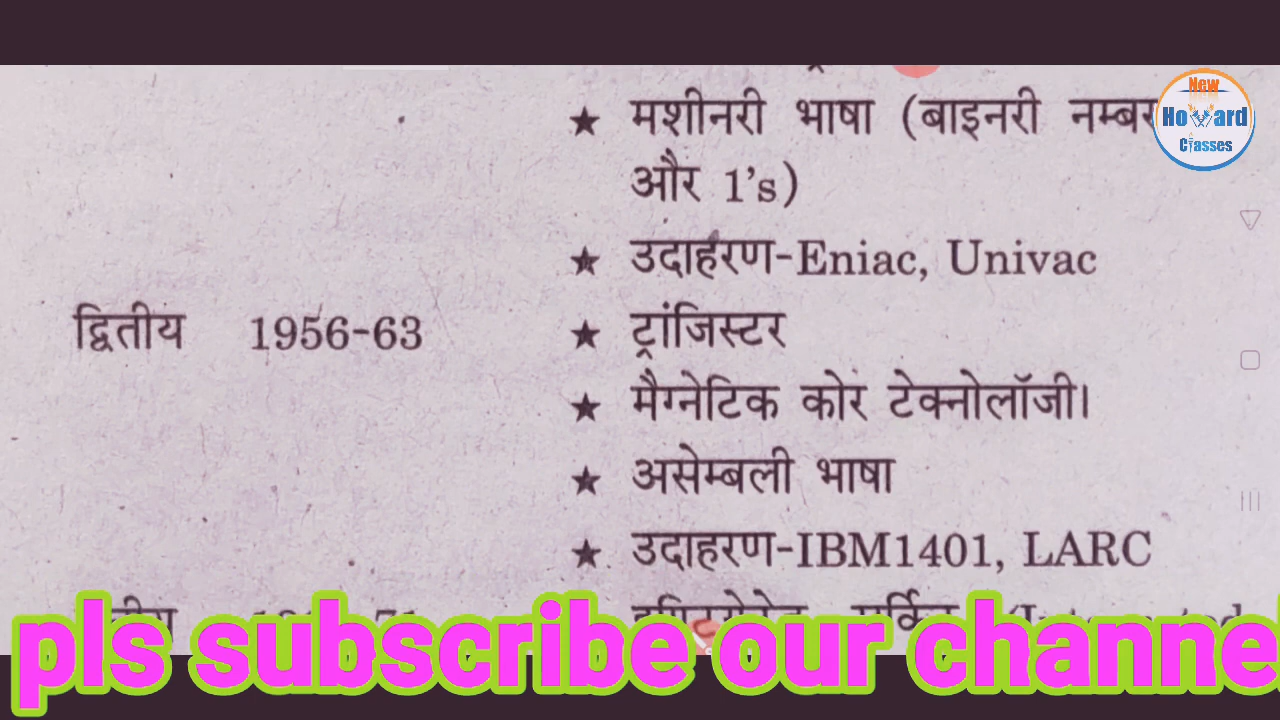 ★ मशीनरी भाषा (बाइनरी नम्बर
और 1's)
★ उदाहरण-Eniac, Univac
द्वितीय 1956-63 ★ ट्रांजिस्टर
★ मैग्नेटिक कोर टेक्नोलॉजी।
★ असेम्बली भाषा
★ उदाहरण-IBM1401, LARC
pls subscribe our channe
New
Howard
Classes